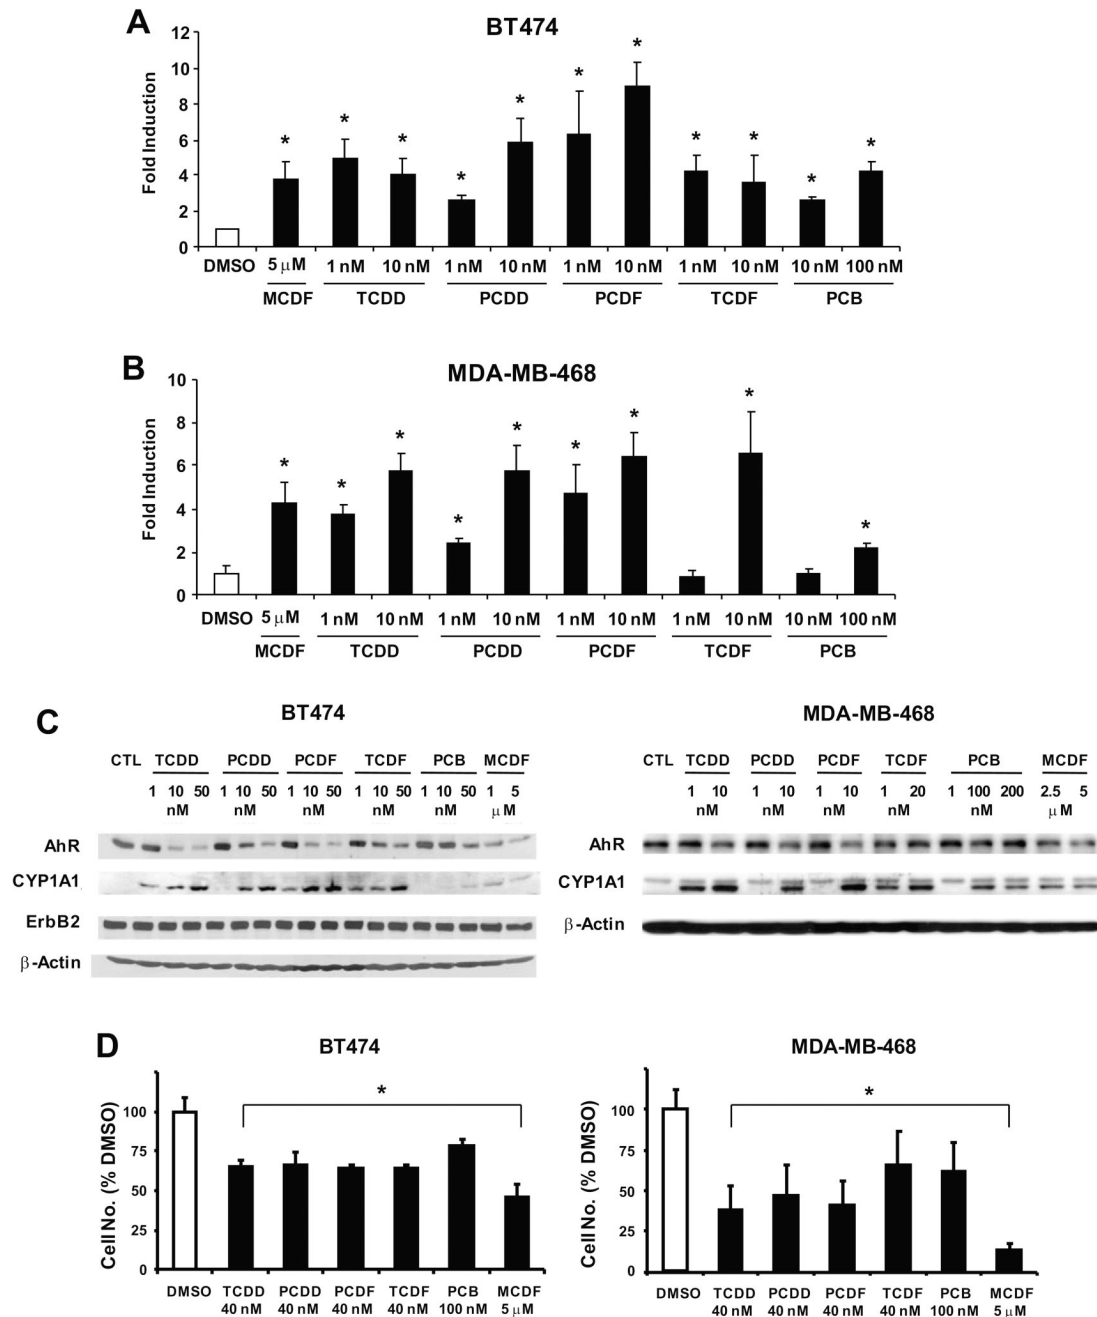 A
BT474
12
10
8
6
4
2
0
Fold Induction
* * * * * * * * * * *
DMSO 5 μM 1 nM 10 nM 1 nM 10 nM 1 nM 10 nM 1 nM 10 nM 10 nM 100 nM
MCDF TCDD PCDD PCDF TCDF PCB
B
MDA-MB-468
10
8
6
4
2
0
Fold Induction
* * * * * * * * *
DMSO 5 μM 1 nM 10 nM 1 nM 10 nM 1 nM 10 nM 1 nM 10 nM 10 nM 100 nM
MCDF TCDD PCDD PCDF TCDF PCB
C
BT474
CTL TCDD PCDD PCDF TCDF PCB MCDF
1 10 50 1 10 50 1 10 50 1 10 50 1 10 50 1 5
nM nM nM nM nM μ M
AhR
CYP1A1
ErbB2
β-Actin
MDA-MB-468
CTL TCDD PCDD PCDF TCDF PCB MCDF
1 10 1 10 1 10 1 20 1 100 200 2.5 5
nM nM nM nM nM μ M
AhR
CYP1A1
β-Actin
D
BT474
*
100
75
50
25
0
Cell No. (% DMSO)
DMSO TCDD PCDD PCDF TCDF PCB MCDF
40 nM 40 nM 40 nM 40 nM 100 nM 5 μM
MDA-MB-468
*
100
75
50
25
0
Cell No. (% DMSO)
DMSO TCDD PCDD PCDF TCDF PCB MCDF
40 nM 40 nM 40 nM 40 nM 100 nM 5 μM